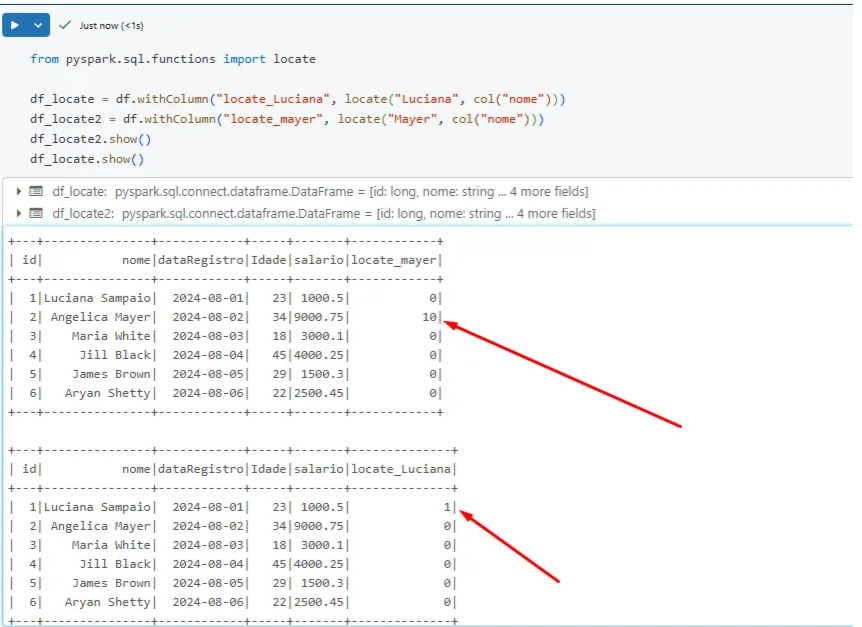 Just now (<1s)
from pyspark.sql.functions import locate
df_locate = df.withColumn("locate_Luciana", locate("Luciana", col("nome")))
df_locate2 = df.withColumn("locate_mayer", locate("Mayer", col("nome")))
df_locate2.show()
df_locate.show()
df_locate: pyspark.sql.connect.dataframe.DataFrame = [id: long, nome: string ... 4 more fields]
df_locate2: pyspark.sql.connect.dataframe.DataFrame = [id: long, nome: string ... 4 more fields]
+---+---------------+------------+-----+-------+------------+
| id|           nome|dataRegistro|Idade|salario|locate_mayer|
+---+---------------+------------+-----+-------+------------+
|  1|Luciana Sampaio|  2024-08-01|   23| 1000.5|           0|
|  2| Angelica Mayer|  2024-08-02|   34|9000.75|          10|
|  3|    Maria White|  2024-08-03|   18| 3000.1|           0|
|  4|     Jill Black|  2024-08-04|   45|4000.25|           0|
|  5|    James Brown|  2024-08-05|   29| 1500.3|           0|
|  6|   Aryan Shetty|  2024-08-06|   22|2500.45|           0|
+---+---------------+------------+-----+-------+------------+
+---+---------------+------------+-----+-------+--------------+
| id|           nome|dataRegistro|Idade|salario|locate_Luciana|
+---+---------------+------------+-----+-------+--------------+
|  1|Luciana Sampaio|  2024-08-01|   23| 1000.5|             1|
|  2| Angelica Mayer|  2024-08-02|   34|9000.75|             0|
|  3|    Maria White|  2024-08-03|   18| 3000.1|             0|
|  4|     Jill Black|  2024-08-04|   45|4000.25|             0|
|  5|    James Brown|  2024-08-05|   29| 1500.3|             0|
|  6|   Aryan Shetty|  2024-08-06|   22|2500.45|             0|
+---+---------------+------------+-----+-------+--------------+